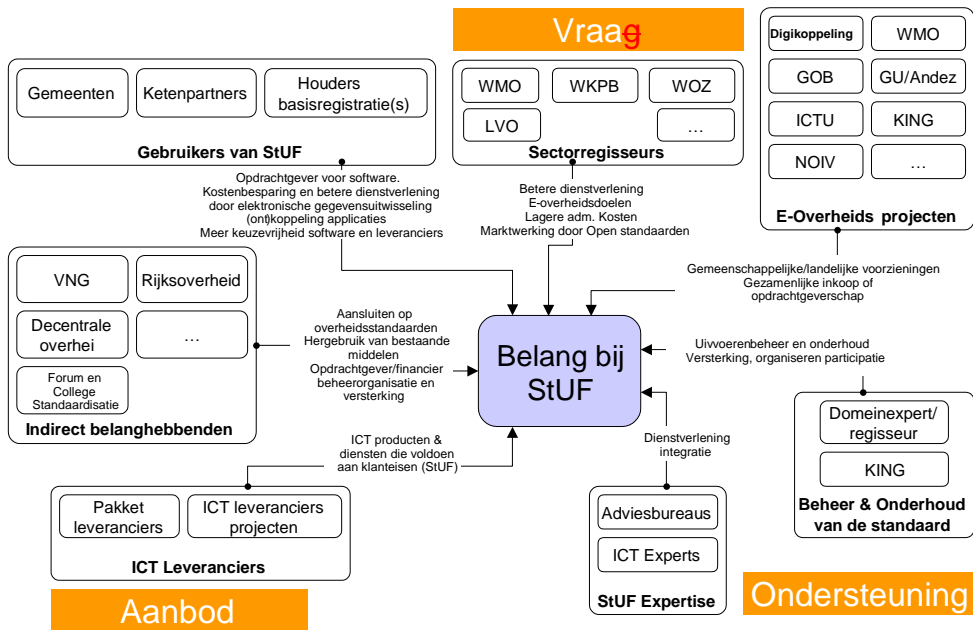 Vraag
Gemeenten
Ketenpartners
Houders
basisregistratie(s)
Gebruikers van StUF
WMO
WKPB
WOZ
LVO
...
Sectorregisseurs
Digikoppeling
WMO
GOB
GU/Andez
ICTU
KING
NOIV
...
E-Overheids projecten
Opdrachtgever voor software.
Kostenbesparing en betere dienstverlening
door elektronische gegevensuitwisseling
(ont)koppeling applicaties
Meer keuzevrijheid software en leveranciers
Betere dienstverlening
E-overheidsdoelen
Lagere adm. Kosten
Marktwerking door Open standaarden
Gemeenschappelijke/landelijke voorzieningen
Gezamenlijke inkoop of
opdrachtgeverschap
VNG
Rijksoverheid
Decentrale
overhei
...
Forum en
College
Standaardisatie
Indirect belanghebbenden
Aansluiten op
overheidsstandaarden
Hergebruik van bestaande
middelen
Opdrachtgever/financier
beheerorganisatie en
versterking
Belang bij
StUF
Uivvoerenbeheer en onderhoud
Versterking, organiseren participatie
Domeinexpert/
regisseur
KING
Beheer & Onderhoud
van de standaard
ICT producten &
diensten die voldoen
aan klanteisen (StUF)
Dienstverlening
integratie
Pakket
leveranciers
ICT leveranciers
projecten
ICT Leveranciers
Adviesbureaus
ICT Experts
StUF Expertise
Aanbod
Ondersteuning